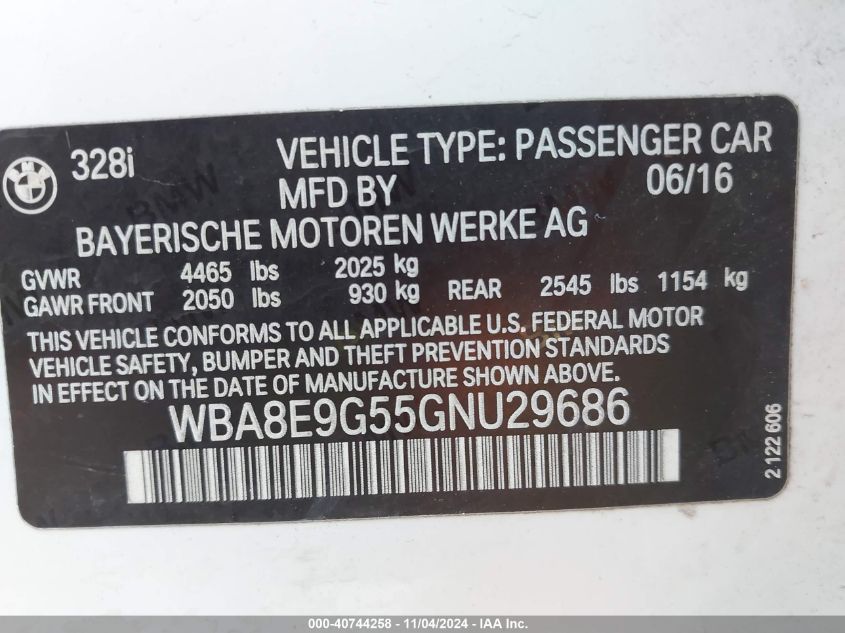 BMW
328i
VEHICLE TYPE: PASSENGER CAR
MFD BY 06/16
BAYERISCHE MOTOREN WERKE AG
GVWR 4465 lbs 2025 kg
GAWR FRONT 2050 lbs 930 kg REAR 2545 lbs 1154 kg
THIS VEHICLE CONFORMS TO ALL APPLICABLE U.S. FEDERAL MOTOR
VEHICLE SAFETY, BUMPER AND THEFT PREVENTION STANDARDS
IN EFFECT ON THE DATE OF MANUFACTURE SHOWN ABOVE.
WBA8E9G55GNU29686
2 122 606
000-40744258 - 11/04/2024 - IAA Inc.